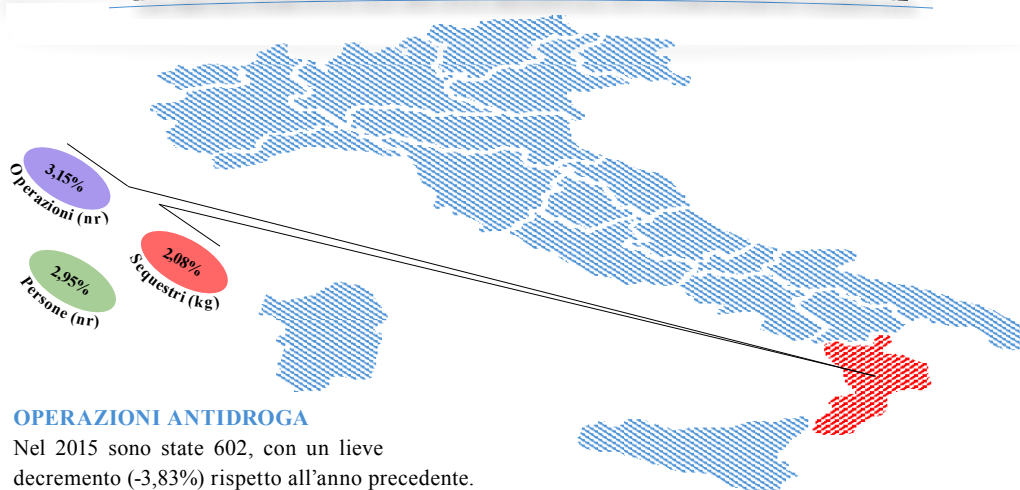 3,15%
Operazioni (nr)
2,08%
Sequestri (kg)
2,95%
Persone (nr)
OPERAZIONI ANTIDROGA
Nel 2015 sono state 602, con un lieve
decremento (-3,83%) rispetto all’anno precedente.